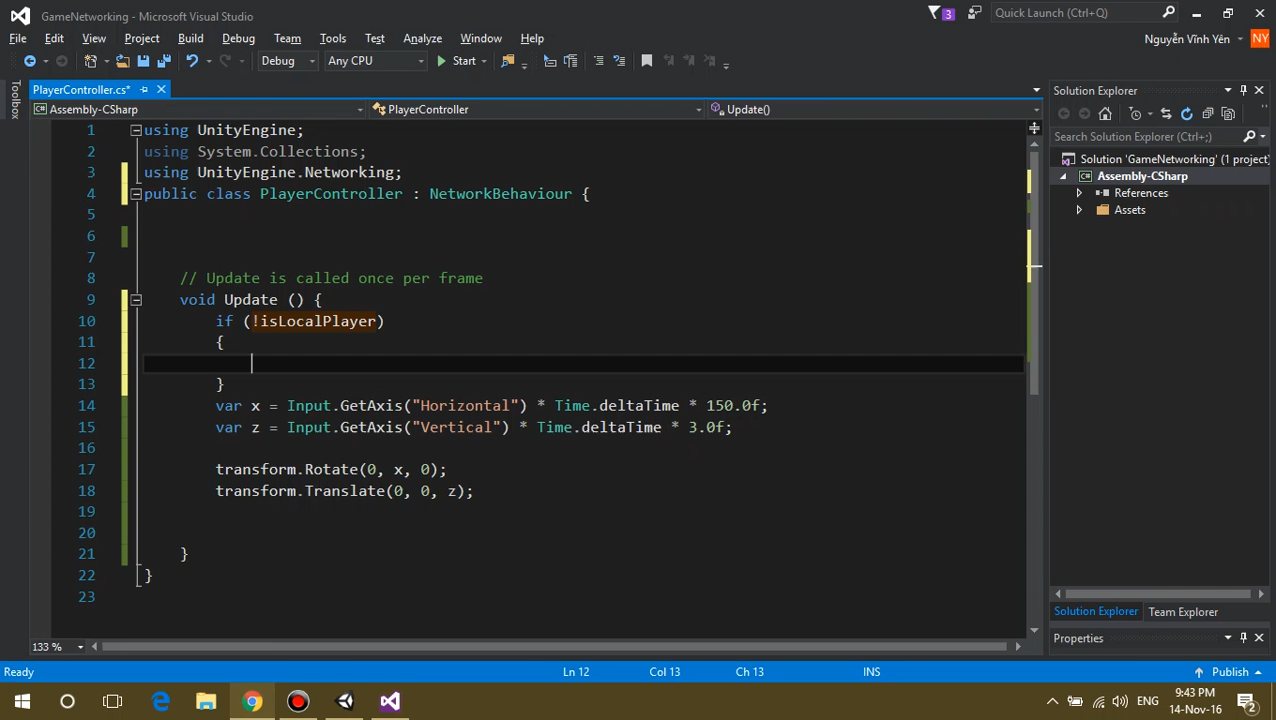 GameNetworking - Microsoft Visual Studio
3
Quick Launch (Ctrl+Q)
File Edit View Project Build Debug Team Tools Test Analyze Window Help
Nguyễn Vĩnh Yên NY
Debug Any CPU Start
Toolbox
PlayerController.cs*
Solution Explorer
Assembly-CSharp PlayerController Update()
Search Solution Explorer (Ctrl+;)
Solution 'GameNetworking' (1 project)
Assembly-CSharp
References
Assets
1 using UnityEngine;
2 using System.Collections;
3 using UnityEngine.Networking;
4 public class PlayerController : NetworkBehaviour {
5
6
7
8 // Update is called once per frame
9 void Update () {
10 if (!isLocalPlayer)
11 {
12
13 }
14 var x = Input.GetAxis("Horizontal") * Time.deltaTime * 150.0f;
15 var z = Input.GetAxis("Vertical") * Time.deltaTime * 3.0f;
16
17 transform.Rotate(0, x, 0);
18 transform.Translate(0, 0, z);
19
20
21 }
22 }
23
Solution Explorer Team Explorer
Properties
133 %
Ready Ln 12 Col 13 Ch 13 INS Publish
ENG
9:43 PM
14-Nov-16
2